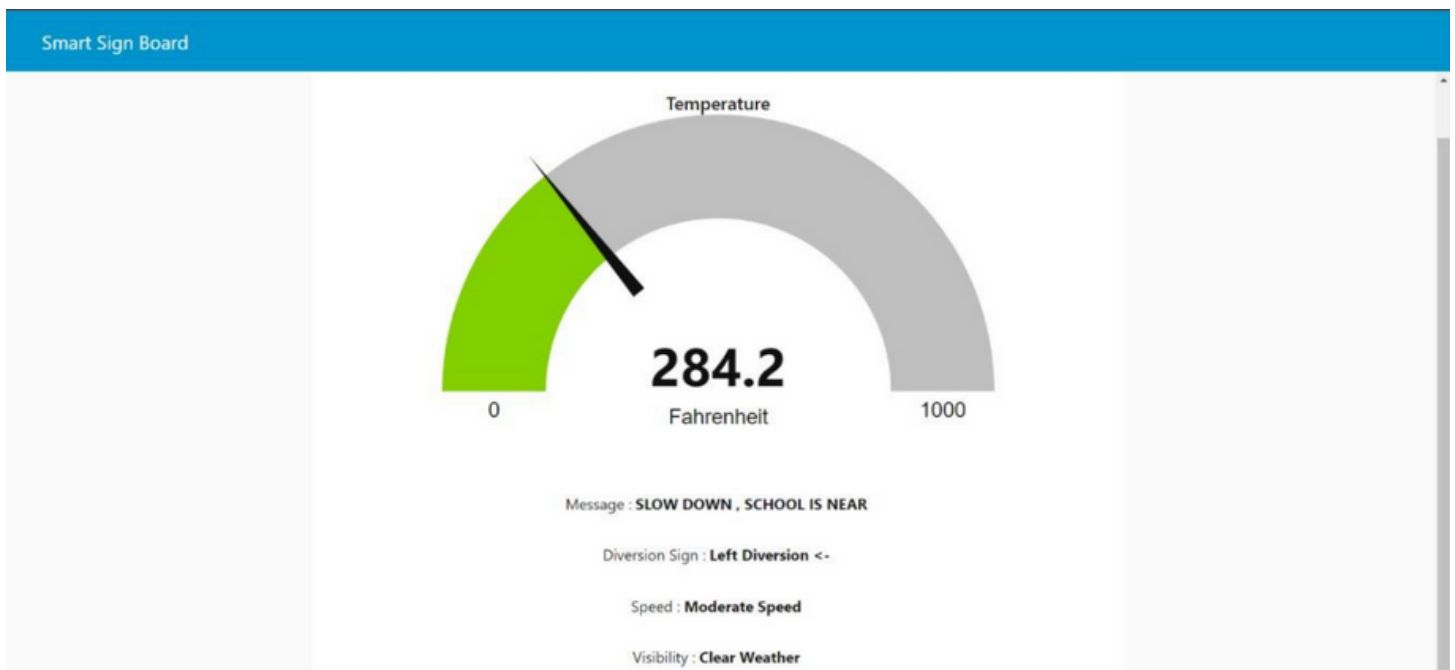 Smart Sign Board
Temperature
284.2
0
Fahrenheit
1000
Message : SLOW DOWN , SCHOOL IS NEAR
Diversion Sign : Left Diversion <-
Speed : Moderate Speed
Visibility : Clear Weather